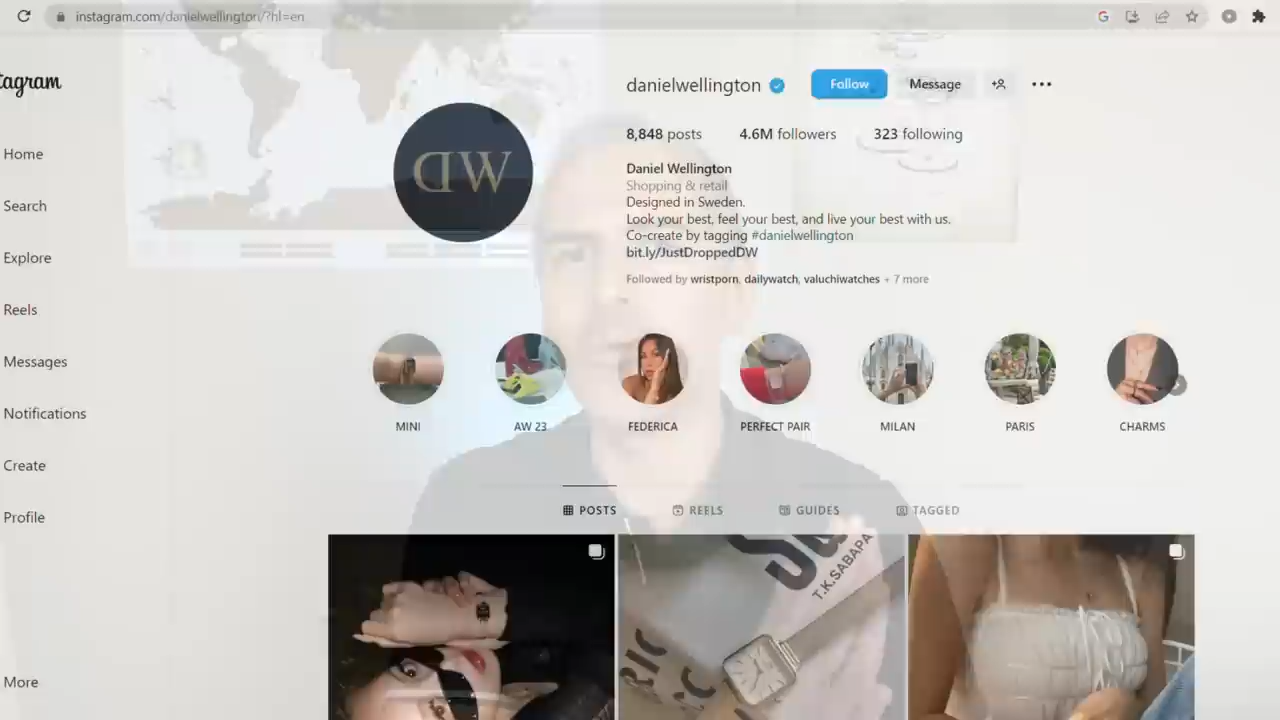 instagram.com/danielwellington/?hl=en
tagram
Home
Search
Explore
Reels
Messages
Notifications
Create
Profile
More
DW
danielwellington
Follow
Message
8,848 posts 4.6M followers 323 following
Daniel Wellington
Shopping & retail
Designed in Sweden.
Look your best, feel your best, and live your best with us.
Co-create by tagging #danielwellington
bit.ly/JustDroppedDW
Followed by wristporn, dailywatch, valuchiwatches + 7 more
MINI
AW 23
FEDERICA
PERFECT PAIR
MILAN
PARIS
CHARMS
POSTS
REELS
GUIDES
TAGGED
T.K.SABAPA